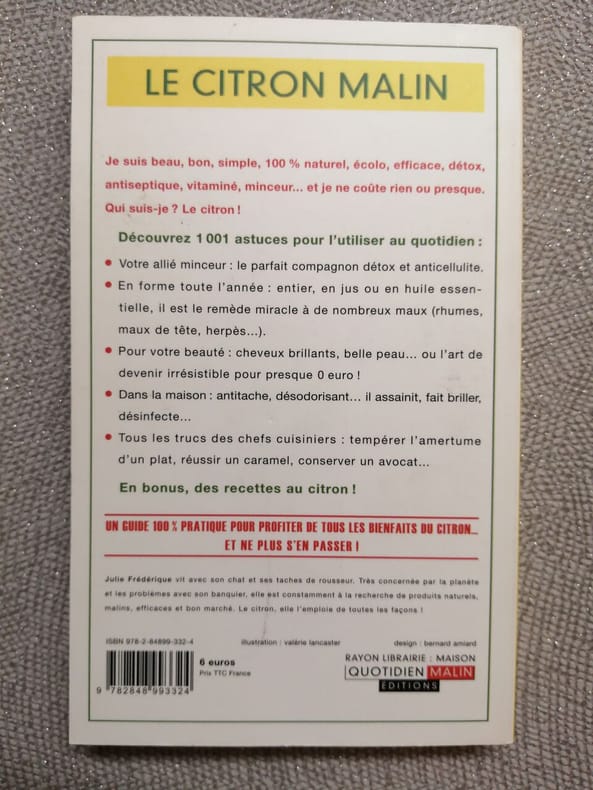 LE CITRON MALIN
Je suis beau, bon, simple, 100 % naturel, écolo, efficace, détox,
antiseptique, vitaminé, minceur... et je ne coûte rien ou presque.
Qui suis-je ? Le citron !
Découvrez 1 001 astuces pour l'utiliser au quotidien :
• Votre allié minceur : le parfait compagnon détox et anticellulite.
• En forme toute l'année : entier, en jus ou en huile essen-
tielle, il est le remède miracle à de nombreux maux (rhumes,
maux de tête, herpès...).
• Pour votre beauté : cheveux brillants, belle peau... ou l'art de
devenir irrésistible pour presque 0 euro !
• Dans la maison : antitache, désodorisant... il assainit, fait briller,
désinfecte...
• Tous les trucs des chefs cuisiniers : tempérer l'amertume
d'un plat, réussir un caramel, conserver un avocat...
En bonus, des recettes au citron !
UN GUIDE 100 % PRATIQUE POUR PROFITER DE TOUS LES BIENFAITS DU CITRON...
ET NE PLUS S'EN PASSER !
Julie Frédérique vit avec son chat et ses taches de rousseur. Très concernée par la planète
et les problèmes avec son banquier, elle est constamment à la recherche de produits naturels,
malins, efficaces et bon marché. Le citron, elle l'emploie de toutes les façons !
ISBN 978-2-84899-332-4
illustration : valérie lancaster
design : bernard amiard
6 euros
Prix TTC France
9 782848 993324
RAYON LIBRAIRIE : MAISON
QUOTIDIEN MALIN
ÉDITIONS